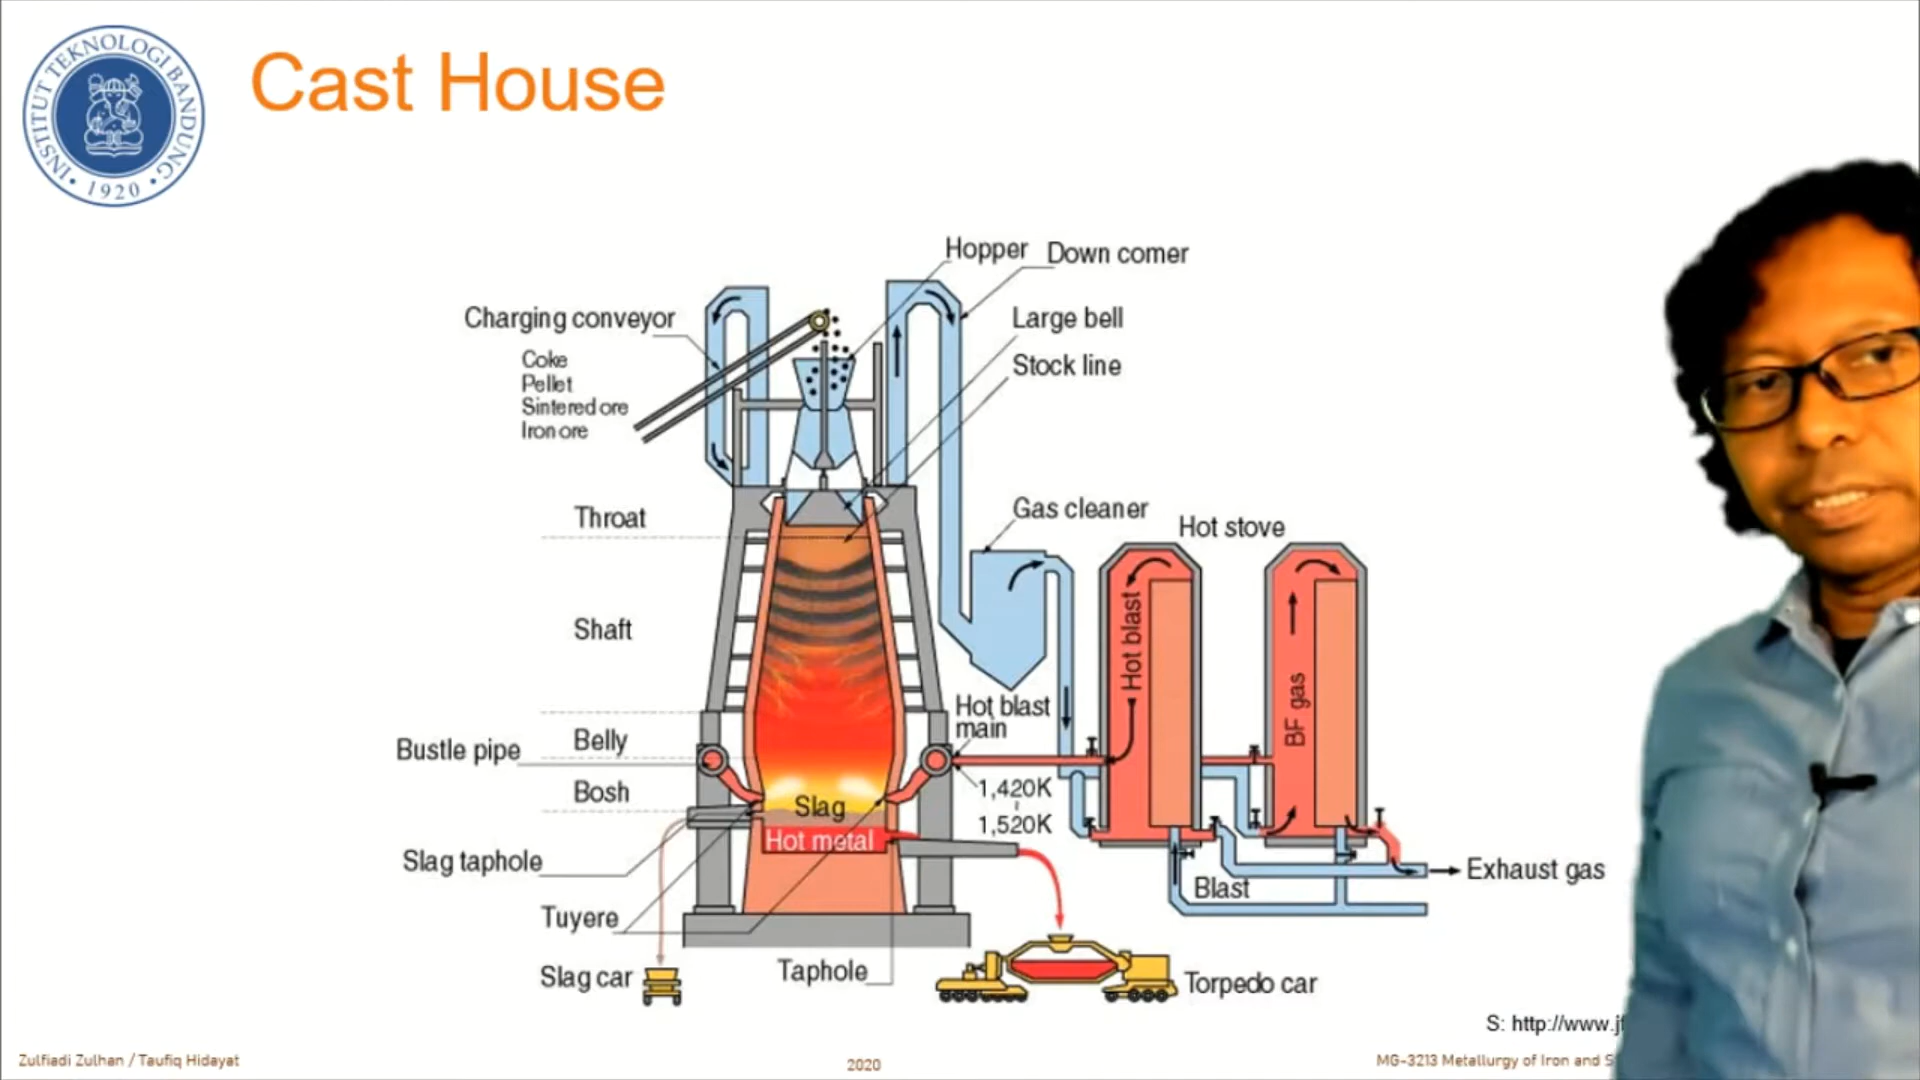 INSTITUT TEKNOLOGI BANDUNG
1920
Cast House
Hopper
Down comer
Charging conveyor
Large bell
Coke
Pellet
Sintered ore
Iron ore
Stock line
Throat
Gas cleaner
Hot stove
Shaft
Hot blast
BF gas
Hot blast
main
Bustle pipe
Belly
Bosh
1,420K
1,520K
Slag
Hot metal
Slag taphole
Exhaust gas
Blast
Tuyere
Slag car
Taphole
Torpedo car
S: http://www.
Zulfiadi Zulhan / Taufiq Hidayat
2020
MG-3213 Metallurgy of Iron and